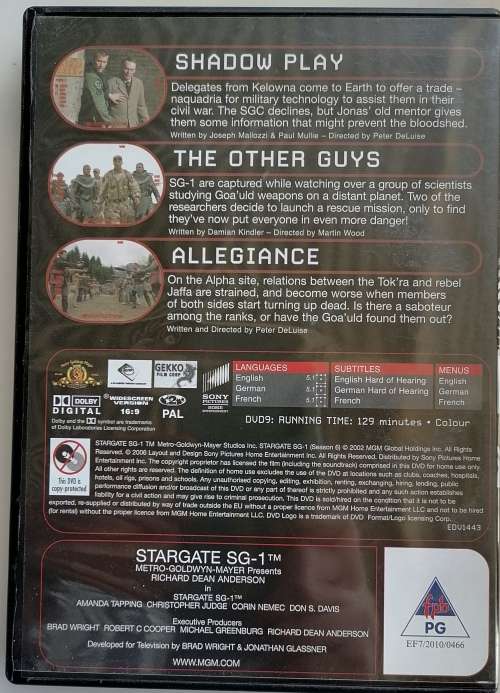 SHADOW PLAY
Delegates from Kelowna come to Earth to offer a trade –
naquadria for military technology to assist them in their
civil war. The SGC declines, but Jonas' old mentor gives
them some information that might prevent the bloodshed.
Written by Joseph Mallozzi & Paul Mullie – Directed by Peter DeLuise
THE OTHER GUYS
SG-1 are captured while watching over a group of scientists
studying Goa'uld weapons on a distant planet. Two of the
researchers decide to launch a rescue mission, only to find
they've now put everyone in even more danger!
Written by Damian Kindler – Directed by Martin Wood
ALLEGIANCE
On the Alpha site, relations between the Tok'ra and rebel
Jaffa are strained, and become worse when members
of both sides start turning up dead. Is there a saboteur
among the ranks, or have the Goa'uld found them out?
Written and Directed by Peter DeLuise
GEKKO
FILM CORP
DOLBY
DIGITAL
WIDESCREEN
VERSION
16:9
PAL
SONY
PICTURES
HOME
ENTERTAINMENT
Dolby and the symbol are trademarks
of Dolby Laboratories Licensing Corporation
LANGUAGES
English 5.1
German 5.1
French 5.1
SUBTITLES
English Hard of Hearing
German Hard of Hearing
French
MENUS
English
German
French
DVD9: RUNNING TIME: 129 minutes • Colour
This DVD is
copy-protected
STARGATE SG-1 TM Metro-Goldwyn-Mayer Studios Inc. STARGATE SG-1 (Season 6) © 2002 MGM Global Holdings Inc. All Rights
Reserved. © 2006 Layout and Design Sony Pictures Home Entertainment Inc. All Rights Reserved. Distributed by Sony Pictures Home
Entertainment Inc. The copyright proprietor has licensed the film (including the soundtrack) comprised in this DVD for home use only
All other rights are reserved. The definition of home use excludes the use of the DVD at locations such as clubs, coaches, hospitals,
hotels, oil rigs, prisons and schools. Any unauthorised copying, editing, exhibition, renting, exchanging, hiring, lending, public
performance diffusion and/or broadcast of this DVD or any part of thereof is strictly prohibited and any such action establishes
liability for a civil action and may give rise to criminal prosecution. This DVD is sold/hired on the condition that it is not to be
exported, re-supplied or distributed by way of trade outside the EU without a proper licence from MGM Home Entertainment LLC and not to be hired
(for rental) without the proper licence from MGM Home Entertainment LLC. DVD Logo is a trademark of DVD Format/Logo licensing Corp.
EDU1443
STARGATE SG-1™
METRO-GOLDWYN-MAYER Presents
RICHARD DEAN ANDERSON
in
STARGATE SG-1™
AMANDA TAPPING CHRISTOPHER JUDGE CORIN NEMEC DON S. DAVIS
Executive Producers
BRAD WRIGHT ROBERT C COOPER MICHAEL GREENBURG RICHARD DEAN ANDERSON
Developed for Television by BRAD WRIGHT & JONATHAN GLASSNER
WWW.MGM.COM
fpb
PG
EF7/2010/0466